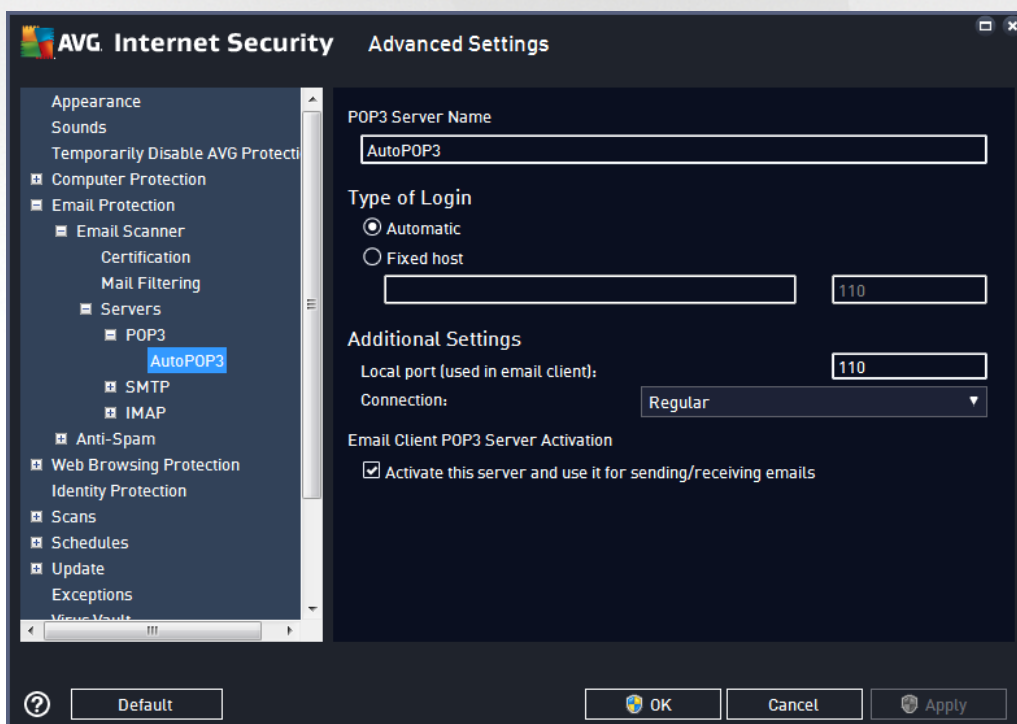 AVG. Internet Security Advanced Settings
Appearance
Sounds
Temporarily Disable AVG Protecti
Computer Protection
Email Protection
Email Scanner
Certification
Mail Filtering
Servers
POP3
AutoPOP3
SMTP
IMAP
Anti-Spam
Web Browsing Protection
Identity Protection
Scans
Schedules
Update
Exceptions
Virus Vault
POP3 Server Name
AutoPOP3
Type of Login
Automatic
Fixed host
110
Additional Settings
Local port (used in email client): 110
Connection: Regular
Email Client POP3 Server Activation
Activate this server and use it for sending/receiving emails
? Default OK Cancel Apply